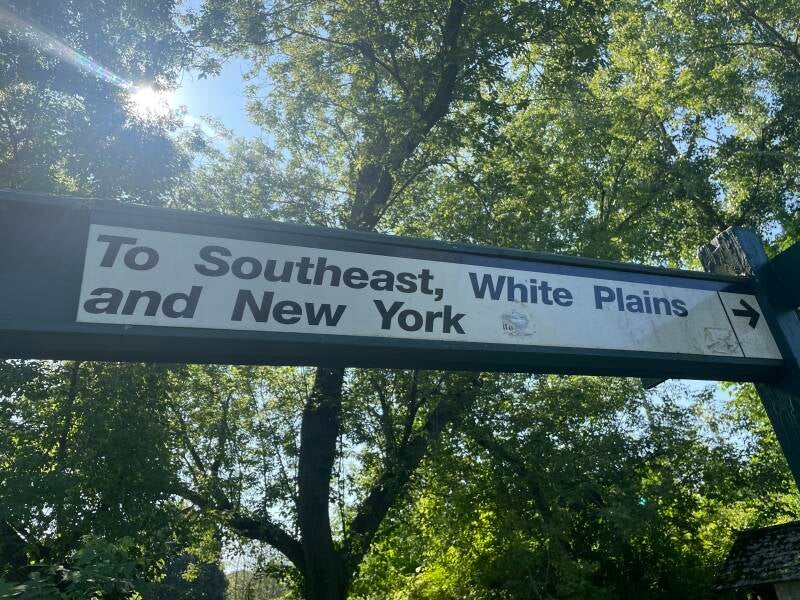 To Southeast, White Plains →
and New York